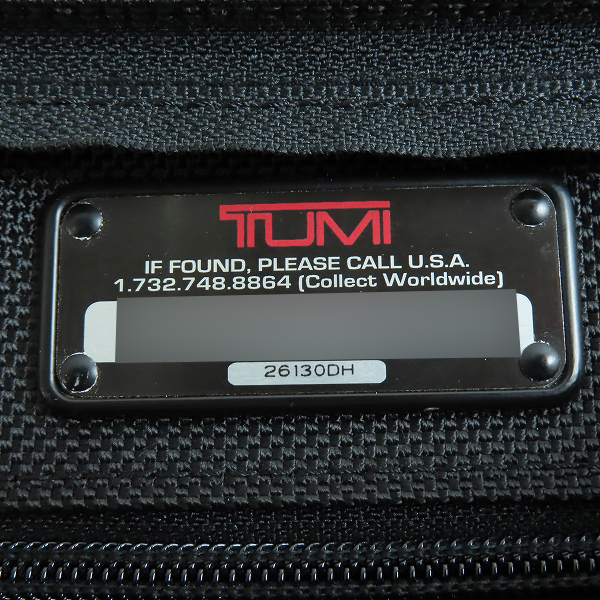 TUMI
IF FOUND, PLEASE CALL U.S.A.
1.732.748.8864 (Collect Worldwide)
26130DH